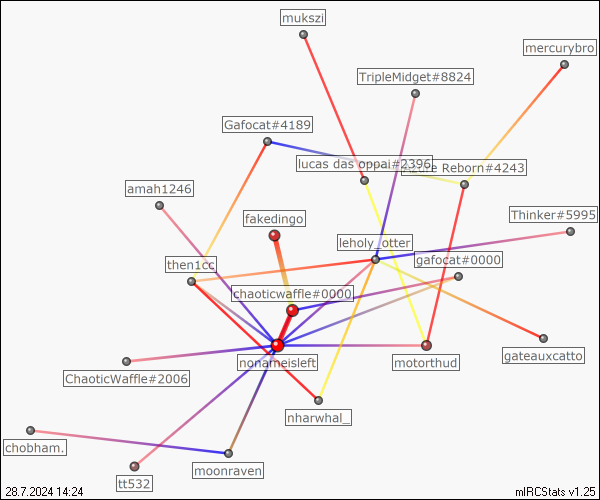 mukszi
mercurybro
TripleMidget#8824
Gafocat#4189
lucas das oppai#2396
Reborn#4243
amah1246
fakedingo
Thinker#5995
leholy_otter
gafocat#0000
then1cc
chaoticwaffle#0000
nonameisleft
motorthud
gateauxcatto
ChaoticWaffle#2006
nharwhal_
chobham.
moonraven
tt532
28.7.2024 14:24
mIRCStats v1.25